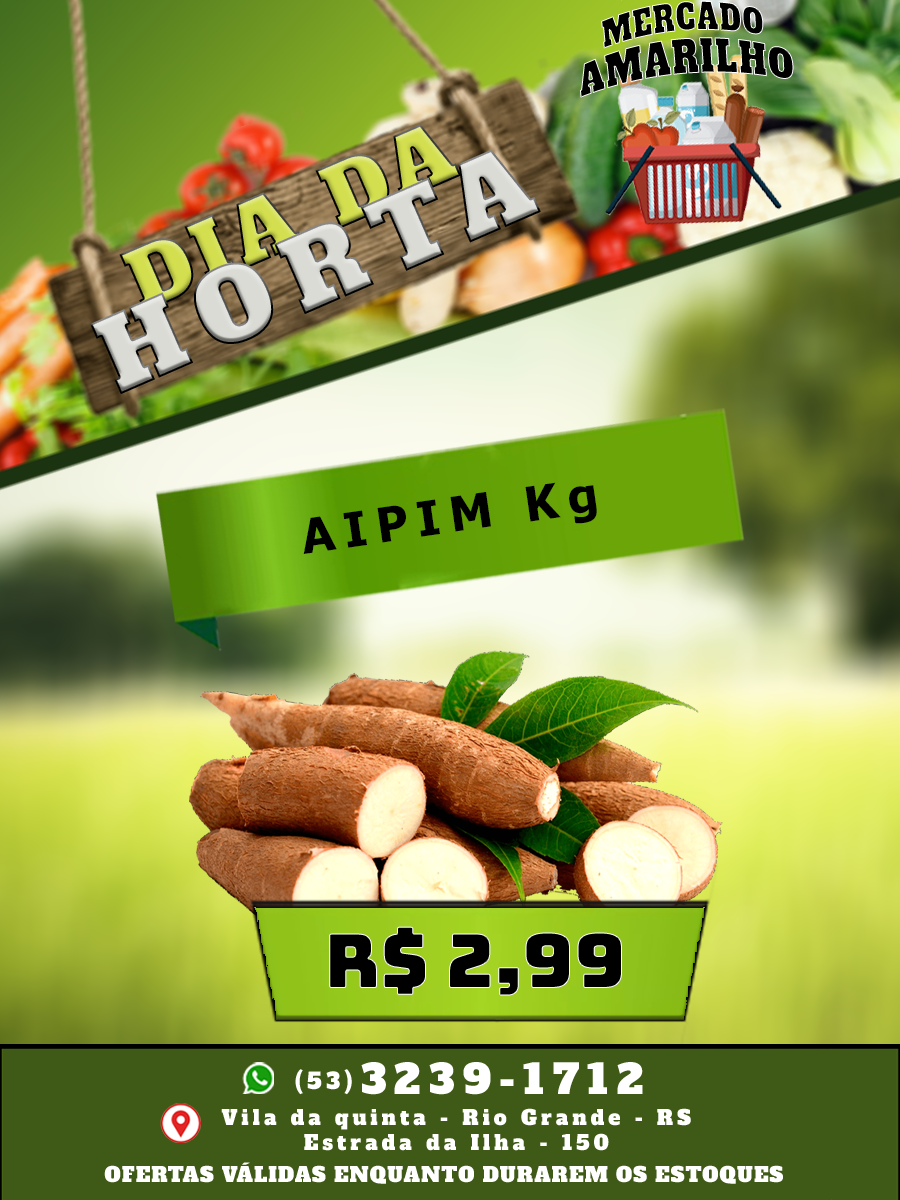 MERCADO
AMARILHO
DIA DA
HORTA
AIPIM Kg
R$ 2,99
(53) 3239-1712
Vila da quinta - Rio Grande - RS
Estrada da Ilha - 150
OFERTAS VÁLIDAS ENQUANTO DURAREM OS ESTOQUES